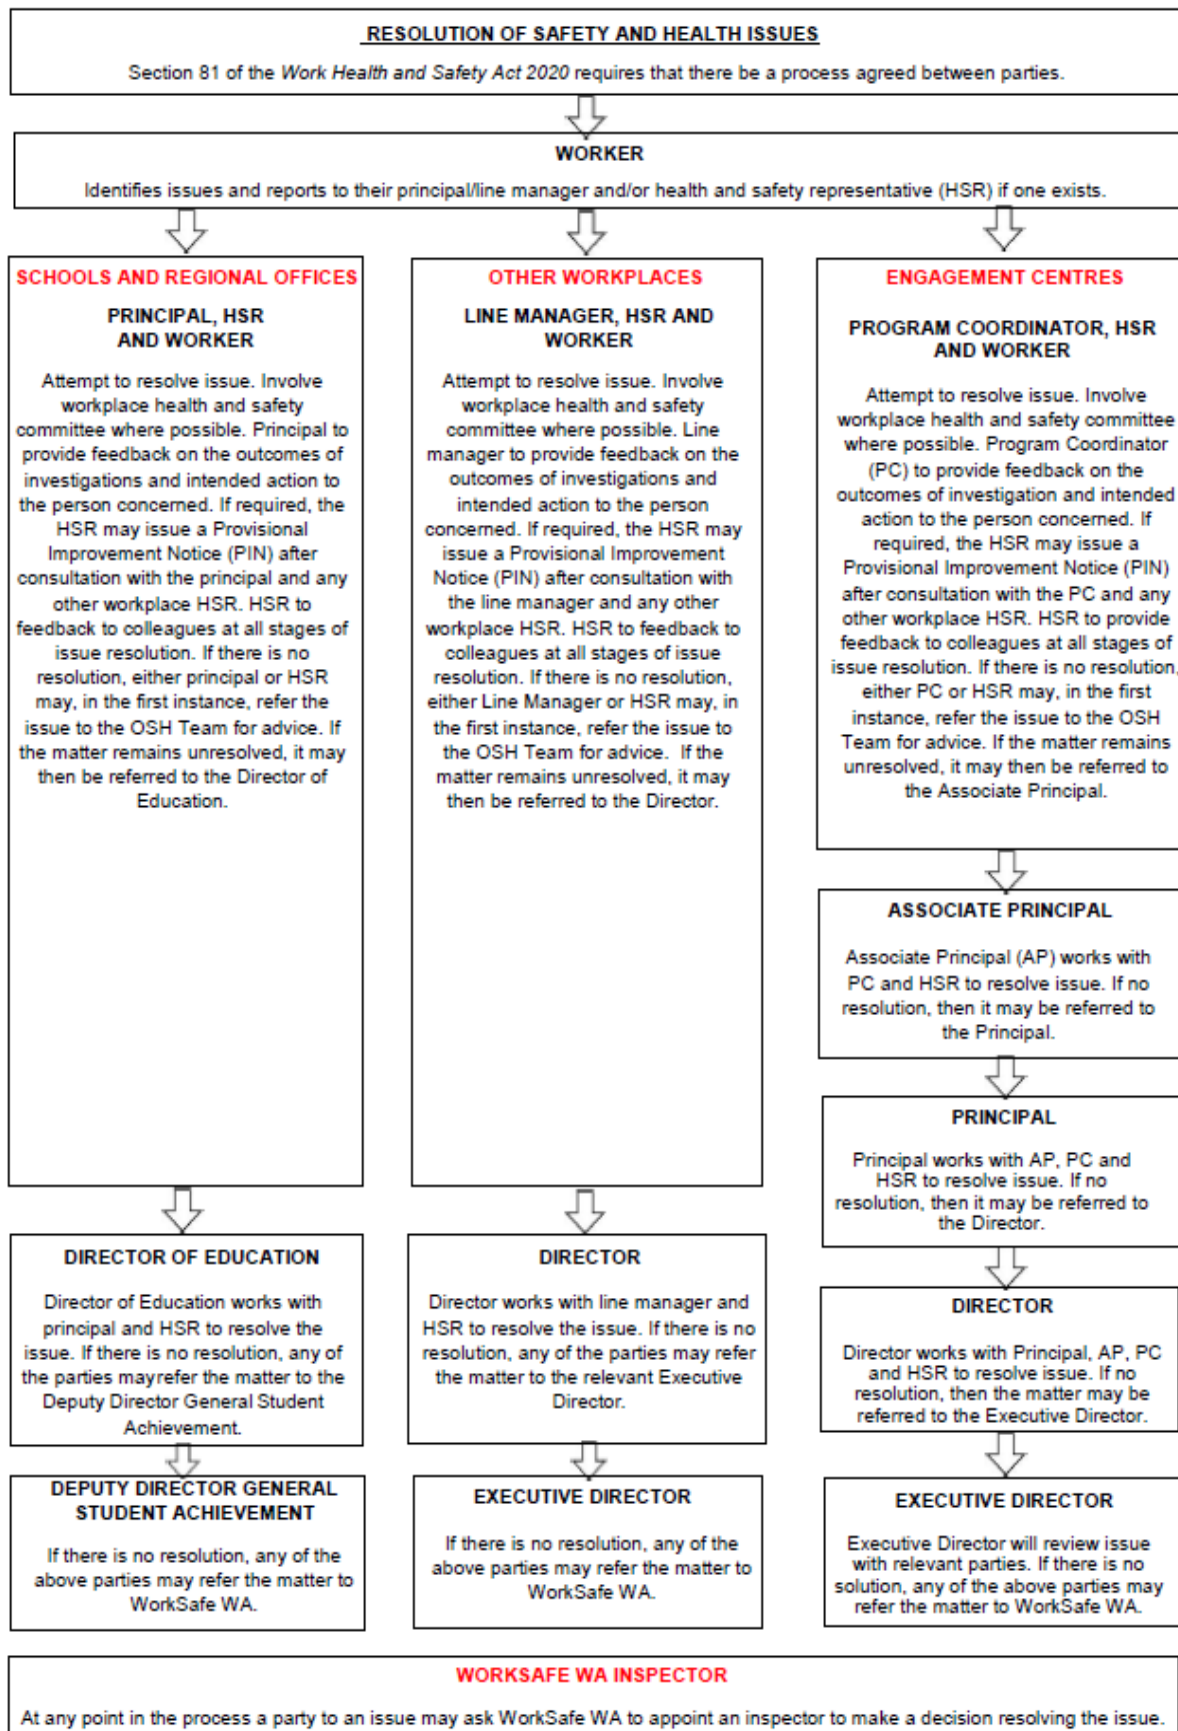 RESOLUTION OF SAFETY AND HEALTH ISSUES
Section 81 of the Work Health and Safety Act 2020 requires that there be a process agreed between parties.
WORKER
Identifies issues and reports to their principal/line manager and/or health and safety representative (HSR) if one exists.
SCHOOLS AND REGIONAL OFFICES
PRINCIPAL, HSR
AND WORKER
Attempt to resolve issue. Involve
workplace health and safety
committee where possible. Principal to
provide feedback on the outcomes of
investigations and intended action to
the person concerned. If required, the
HSR may issue a Provisional
Improvement Notice (PIN) after
consultation with the principal and any
other workplace HSR. HSR to
feedback to colleagues at all stages of
issue resolution. If there is no
resolution, either principal or HSR
may, in the first instance, refer the
issue to the OSH Team for advice. If
the matter remains unresolved, it may
then be referred to the Director of
Education.
DIRECTOR OF EDUCATION
Director of Education works with
principal and HSR to resolve the
issue. If there is no resolution, any of
the parties mayrefer the matter to the
Deputy Director General Student
Achievement.
DEPUTY DIRECTOR GENERAL
STUDENT ACHIEVEMENT
If there is no resolution, any of the
above parties may refer the matter to
WorkSafe WA.
OTHER WORKPLACES
LINE MANAGER, HSR AND
WORKER
Attempt to resolve issue. Involve
workplace health and safety
committee where possible. Line
manager to provide feedback on the
outcomes of investigations and
intended action to the person
concerned. If required, the HSR may
issue a Provisional Improvement
Notice (PIN) after consultation with
the line manager and any other
workplace HSR. HSR to feedback to
colleagues at all stages of issue
resolution. If there is no resolution,
either Line Manager or HSR may, in
the first instance, refer the issue to
the OSH Team for advice. If the
matter remains unresolved, it may
then be referred to the Director.
DIRECTOR
Director works with line manager and
HSR to resolve the issue. If there is no
resolution, any of the parties may refer
the matter to the relevant Executive
Director.
EXECUTIVE DIRECTOR
If there is no resolution, any of the
above parties may refer the matter to
WorkSafe WA.
ENGAGEMENT CENTRES
PROGRAM COORDINATOR, HSR
AND WORKER
Attempt to resolve issue. Involve
workplace health and safety committee
where possible. Program Coordinator
(PC) to provide feedback on the
outcomes of investigation and intended
action to the person concerned. If
required, the HSR may issue a
Provisional Improvement Notice (PIN)
after consultation with the PC and any
other workplace HSR. HSR to provide
feedback to colleagues at all stages of
issue resolution. If there is no resolution,
either PC or HSR may, in the first
instance, refer the issue to the OSH
Team for advice. If the matter remains
unresolved, it may then be referred to
the Associate Principal.
ASSOCIATE PRINCIPAL
Associate Principal (AP) works with
PC and HSR to resolve issue. If no
resolution, then it may be referred to
the Principal.
PRINCIPAL
Principal works with AP, PC and
HSR to resolve issue. If no
resolution, then it may be referred to
the Director.
DIRECTOR
Director works with Principal, AP, PC
and HSR to resolve issue. If no
resolution, then the matter may be
referred to the Executive Director.
EXECUTIVE DIRECTOR
Executive Director will review issue
with relevant parties. If there is no
solution, any of the above parties may
refer the matter to WorkSafe WA.
WORKSAFE WA INSPECTOR
At any point in the process a party to an issue may ask WorkSafe WA to appoint an inspector to make a decision resolving the issue.